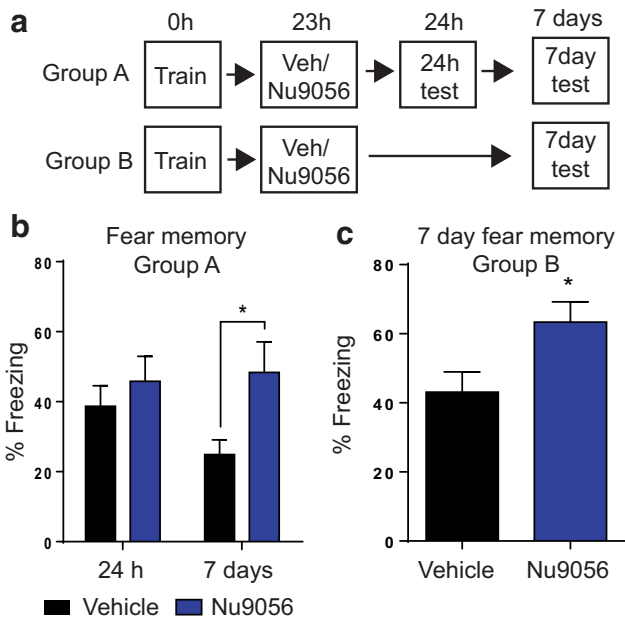 a
0h 23h 24h 7 days
Group A
Train
Veh/
Nu9056
24h
test
7day
test
Group B
Train
Veh/
Nu9056
7day
test
b
Fear memory
Group A
% Freezing
80
60
40
20
0
*
24 h 7 days
Vehicle Nu9056
c
7 day fear memory
Group B
% Freezing
80
60
40
20
0
*
Vehicle Nu9056